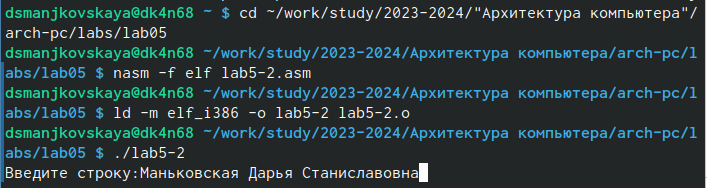 dsmanjkovskaya@dk4n68 ~ $ cd ~/work/study/2023-2024/"Архитектура компьютера"/
arch-pc/labs/lab05
dsmanjkovskaya@dk4n68 ~/work/study/2023-2024/Архитектура компьютера/arch-pc/l
abs/lab05 $ nasm -f elf lab5-2.asm
dsmanjkovskaya@dk4n68 ~/work/study/2023-2024/Архитектура компьютера/arch-pc/l
abs/lab05 $ ld -m elf_i386 -o lab5-2 lab5-2.o
dsmanjkovskaya@dk4n68 ~/work/study/2023-2024/Архитектура компьютера/arch-pc/l
abs/lab05 $ ./lab5-2
Введите строку:Маньковская Дарья Станиславовна